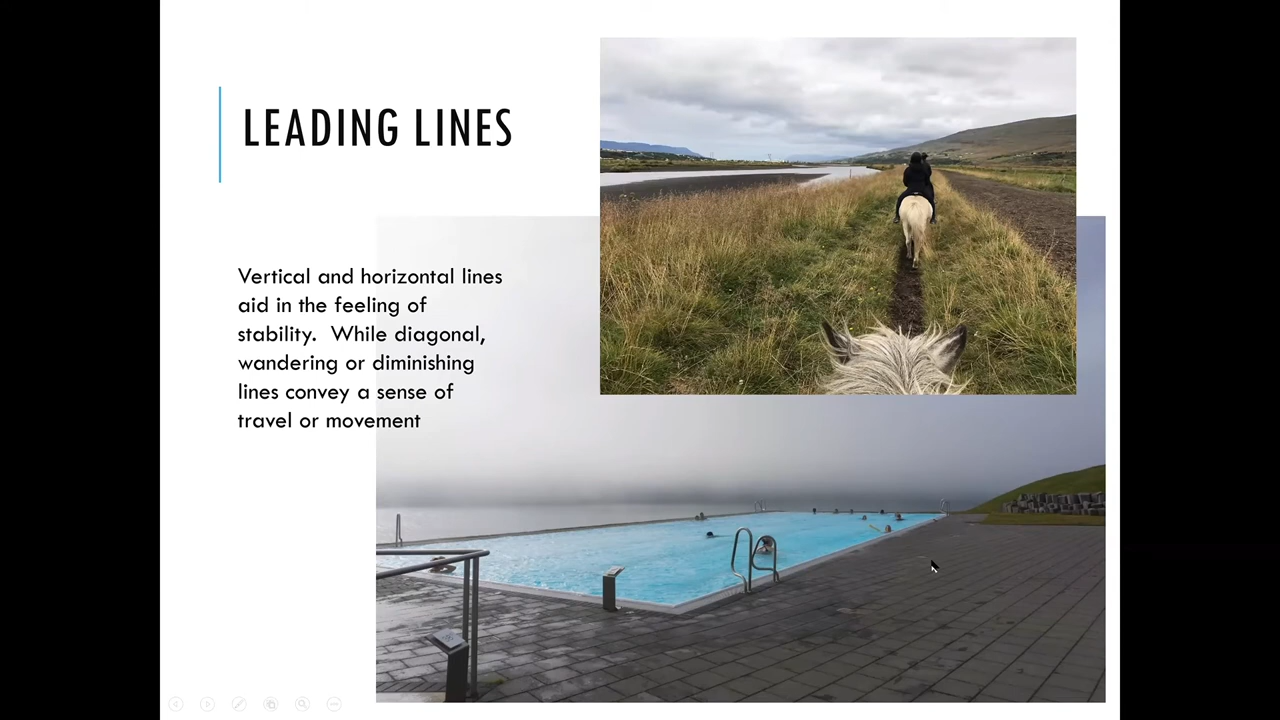 LEADING LINES
Vertical and horizontal lines
aid in the feeling of
stability.  While diagonal,
wandering or diminishing
lines convey a sense of
travel or movement